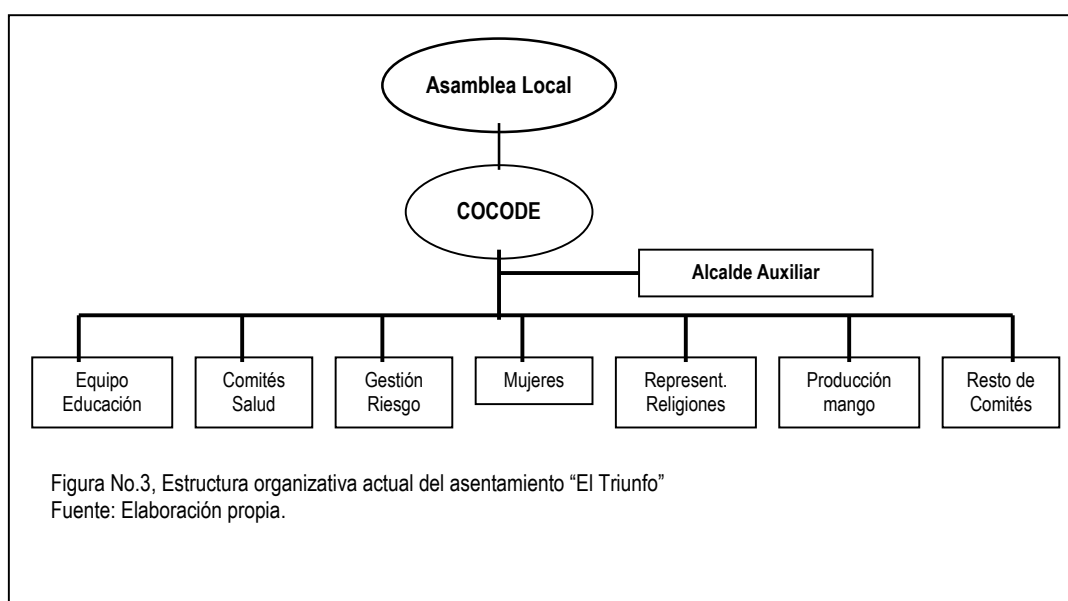 Asamblea Local
COCODE
Alcalde Auxiliar
Equipo
Educación
Comités
Salud
Gestión
Riesgo
Mujeres
Represent.
Religiones
Producción
mango
Resto de
Comités
Figura No.3, Estructura organizativa actual del asentamiento “El Triunfo”
Fuente: Elaboración propia.